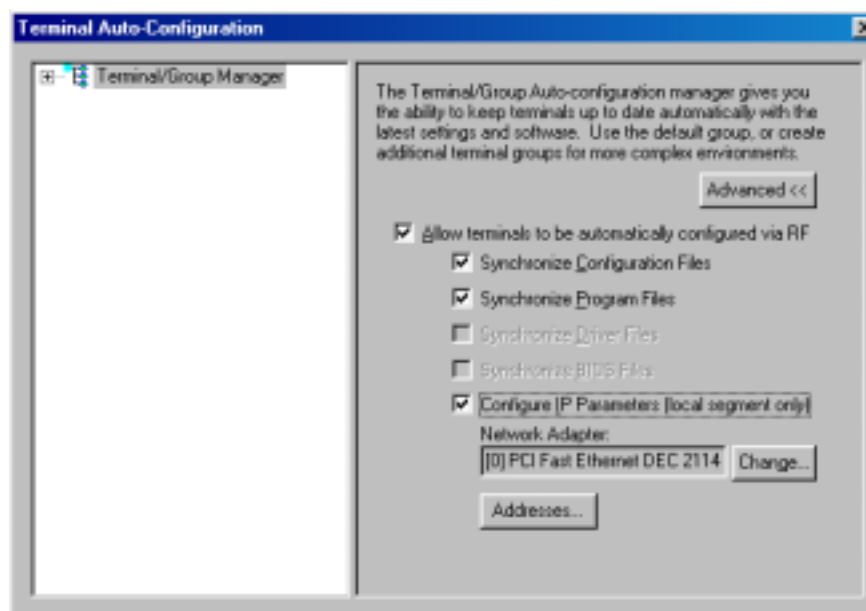 Terminal Auto-Configuration
Terminal/Group Manager
The Terminal/Group Auto-configuration manager gives you
the ability to keep terminals up to date automatically with the
latest settings and software. Use the default group, or create
additional terminal groups for more complex environments.
Advanced <<
Allow terminals to be automatically configured via RF
Synchronize Configuration Files
Synchronize Program Files
Synchronize Driver Files
Synchronize BIOS Files
Configure IP Parameters (local segment only)
Network Adapter:
[0] PCI Fast Ethernet DEC 2114
Change...
Addresses...